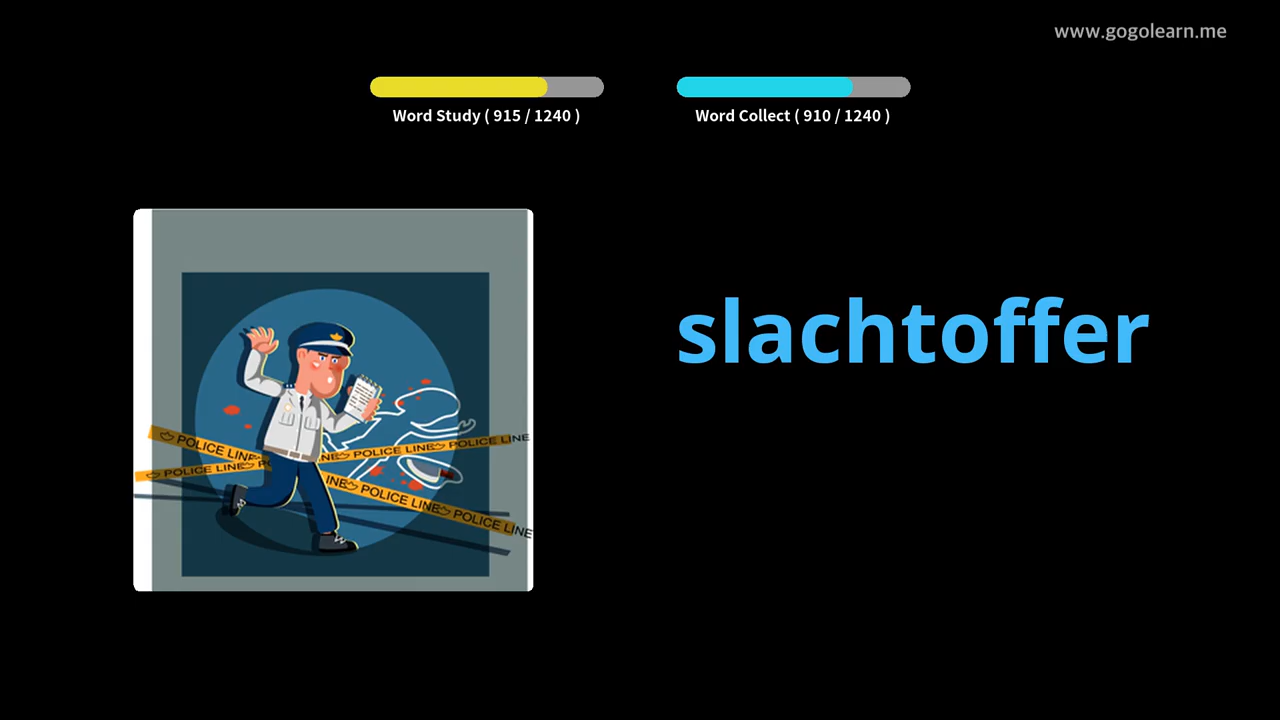 www.gogolearn.me
Word Study ( 915 / 1240 )
Word Collect ( 910 / 1240 )
slachtoffer
POLICE LINE
POLICE LINE
POLICE LINE
POLICE LINE
INE POLICE LINE
POLICE LINE